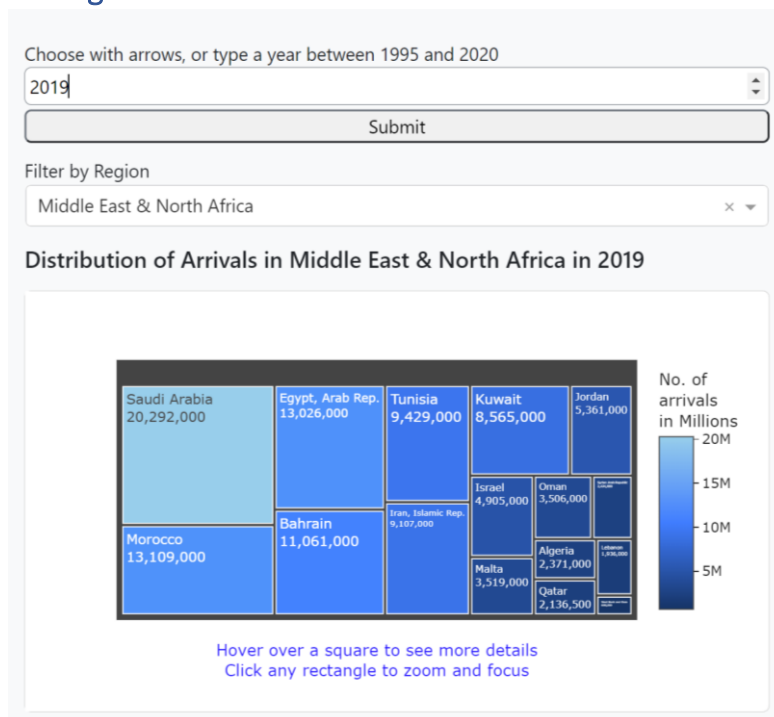 Choose with arrows, or type a year between 1995 and 2020
2019
Submit
Filter by Region
Middle East & North Africa
Distribution of Arrivals in Middle East & North Africa in 2019
Saudi Arabia
20,292,000
Morocco
13,109,000
Egypt, Arab Rep.
13,026,000
Bahrain
11,061,000
Tunisia
9,429,000
Iran, Islamic Rep.
9,107,000
Kuwait
8,565,000
Jordan
5,361,000
Israel
4,905,000
Malta
3,519,000
Oman
3,506,000
Algeria
2,371,000
Qatar
2,136,500
Lebanon
No. of
arrivals
in Millions
20M
15M
10M
5M
Hover over a square to see more details
Click any rectangle to zoom and focus